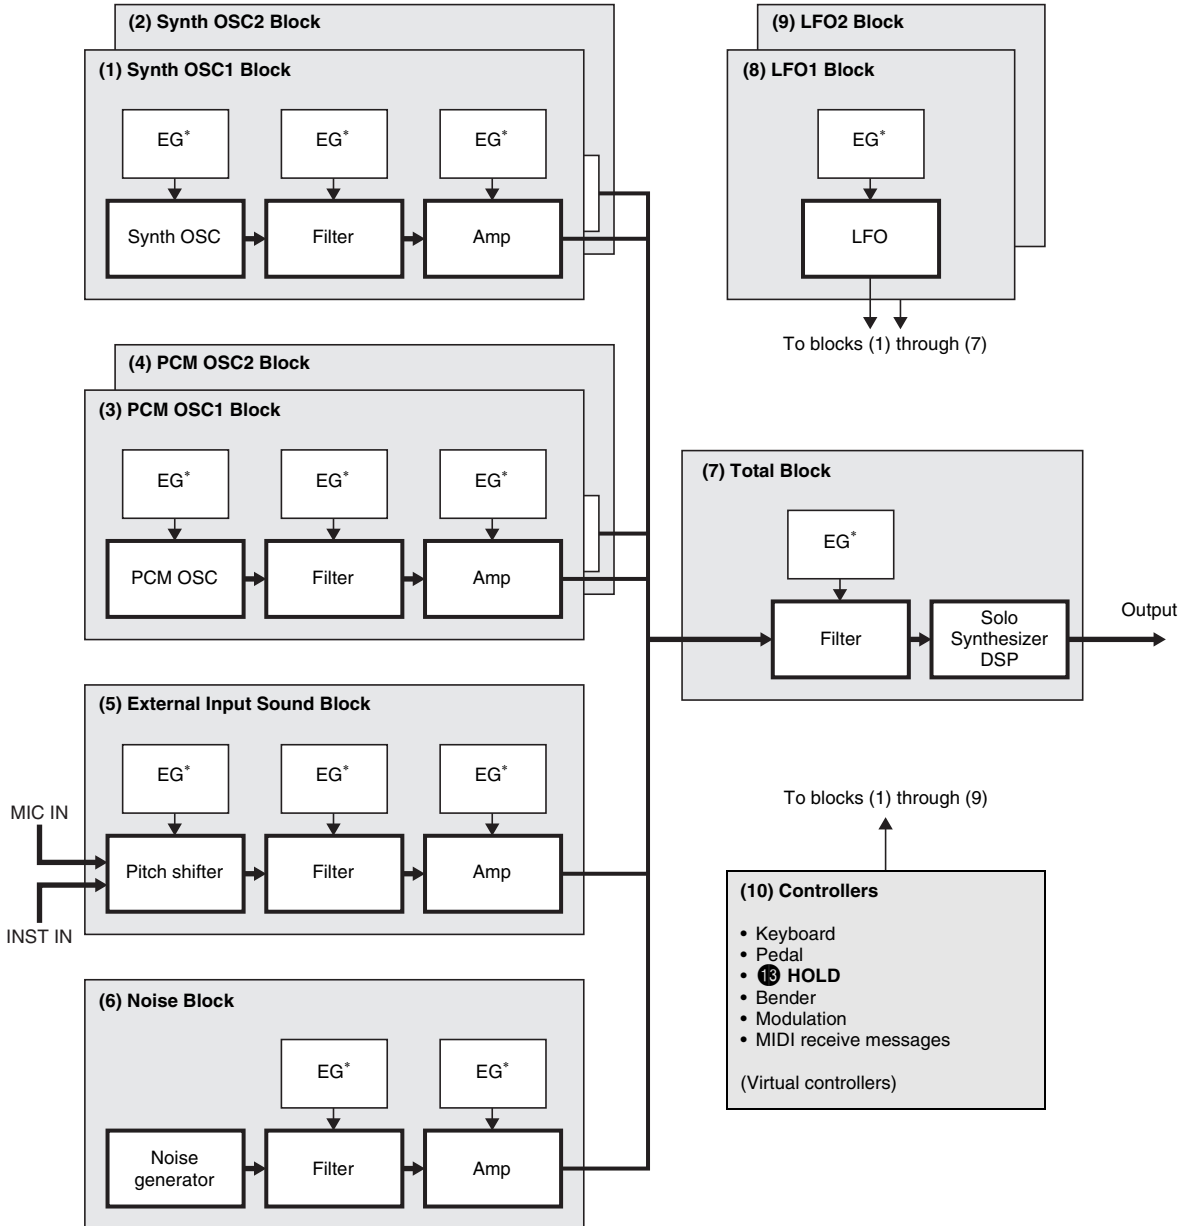 (2) Synth OSC2 Block
(1) Synth OSC1 Block
EG*
EG*
EG*
Synth OSC
Filter
Amp
(9) LFO2 Block
(8) LFO1 Block
EG*
LFO
To blocks (1) through (7)
(4) PCM OSC2 Block
(3) PCM OSC1 Block
EG*
EG*
EG*
PCM OSC
Filter
Amp
(7) Total Block
EG*
Filter
Solo
Synthesizer
DSP
Output
(5) External Input Sound Block
EG*
EG*
EG*
MIC IN
Pitch shifter
Filter
Amp
INST IN
(6) Noise Block
EG*
EG*
Noise
generator
Filter
Amp
To blocks (1) through (9)
(10) Controllers
• Keyboard
• Pedal
• ⓭ HOLD
• Bender
• Modulation
• MIDI receive messages
(Virtual controllers)